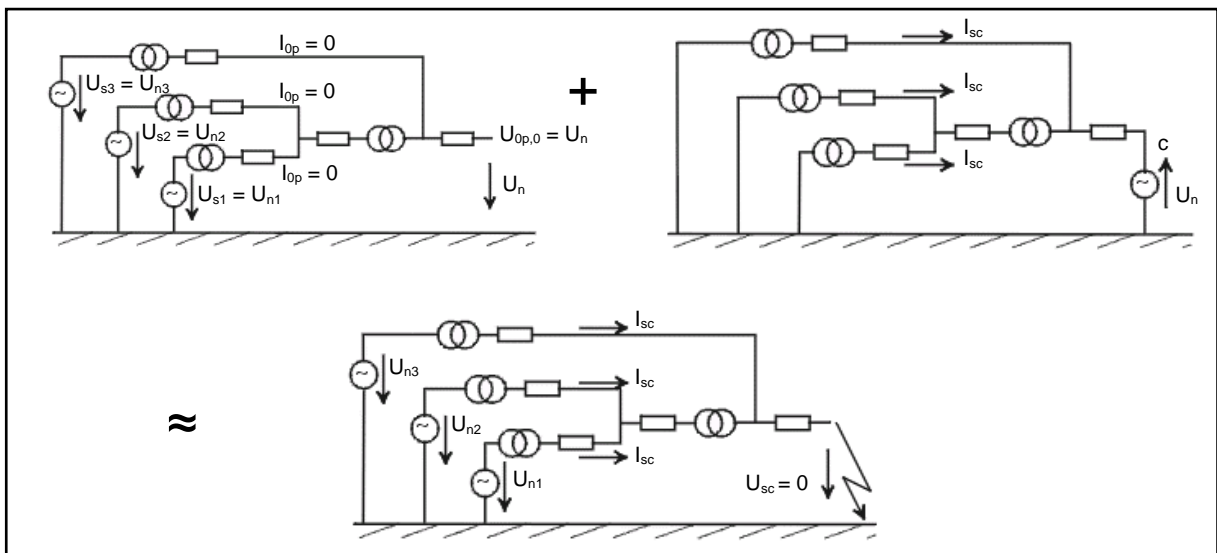 I0p = 0
Us3 = Un3
I0p = 0
Us2 = Un2
U0p,0 = Un
I0p = 0
Us1 = Un1
Un
~
~
~
+
Isc
Isc
Isc
c
~
Un
≈
Isc
Un3
Isc
Un2
Isc
Un1
Usc = 0
~
~
~